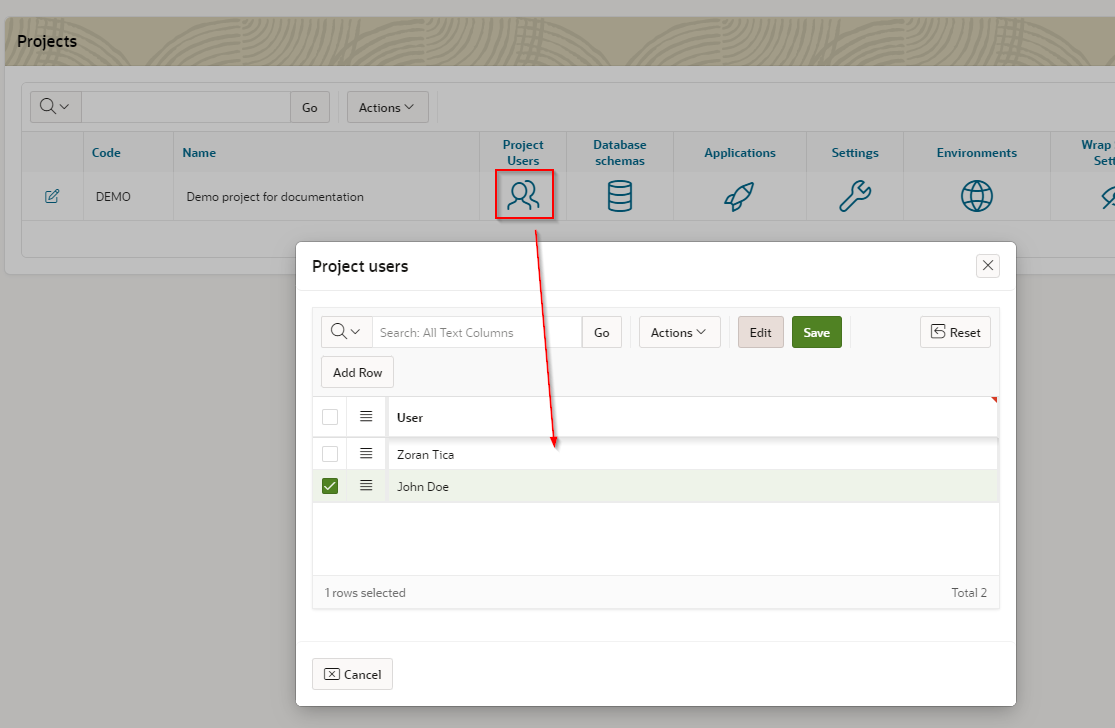 Projects
Go
Actions
Code
Name
Project
Users
Database
schemas
Applications
Settings
Environments
Wrap
DEMO
Demo project for documentation
Project users
Search: All Text Columns
Go
Actions
Edit
Save
Reset
Add Row
User
Zoran Tica
John Doe
1 rows selected
Total 2
Cancel